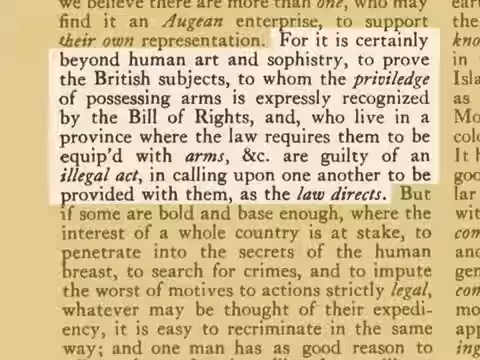 we believe there are more than one, who may
find it an Augean enterprise, to support
their own representation. For it is certainly
beyond human art and sophistry, to prove
the British subjects, to whom the priviledge
of possessing arms is expressly recognized
by the Bill of Rights, and, who live in a
province where the law requires them to be
equip'd with arms, &c. are guilty of an
illegal act, in calling upon one another to be
provided with them, as the law directs. But
if some are bold and base enough, where the
interest of a whole country is at stake, to
penetrate into the secrets of the human
breast, to search for crimes, and to impute
the worst of motives to actions strictly legal,
whatever may be thought of their expedi-
ency, it is easy to recriminate in the same
way; and one man has as good reason to